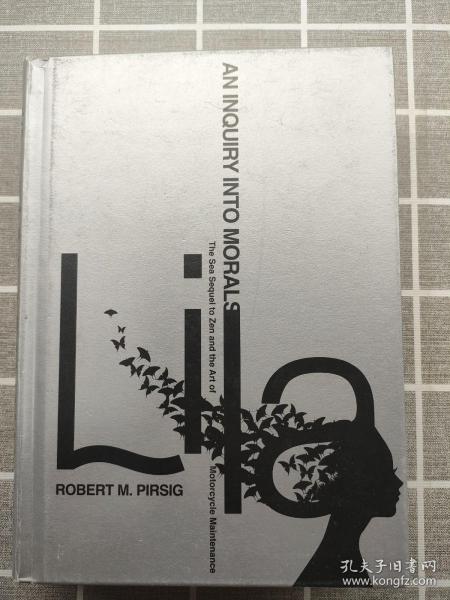 AN INQUIRY INTO MORALS
The Sea Sequel to Zen and the Art of
Motorcycle Maintenance
Lila
ROBERT M. PIRSIG
孔夫子旧书网
www.kongfz.com